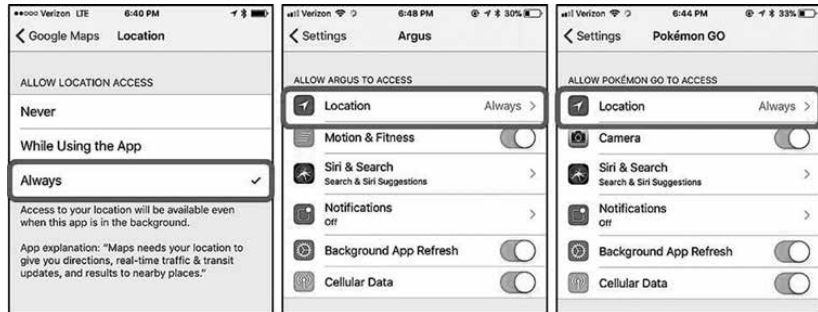 Verizon LTE
6:40 PM
Google Maps
Location
ALLOW LOCATION ACCESS
Never
While Using the App
Always
Access to your location will be available even
when this app is in the background.
App explanation: "Maps needs your location to
give you directions, real-time traffic & transit
updates, and results to nearby places."
Verizon
6:48 PM
30%
Settings
Argus
ALLOW ARGUS TO ACCESS
Location
Always
Motion & Fitness
Siri & Search
Search & Siri Suggestions
Notifications
Off
Background App Refresh
Cellular Data
Verizon
6:44 PM
33%
Settings
Pokémon GO
ALLOW POKÉMON GO TO ACCESS
Location
Always
Camera
Siri & Search
Search & Siri Suggestions
Notifications
Off
Background App Refresh
Cellular Data